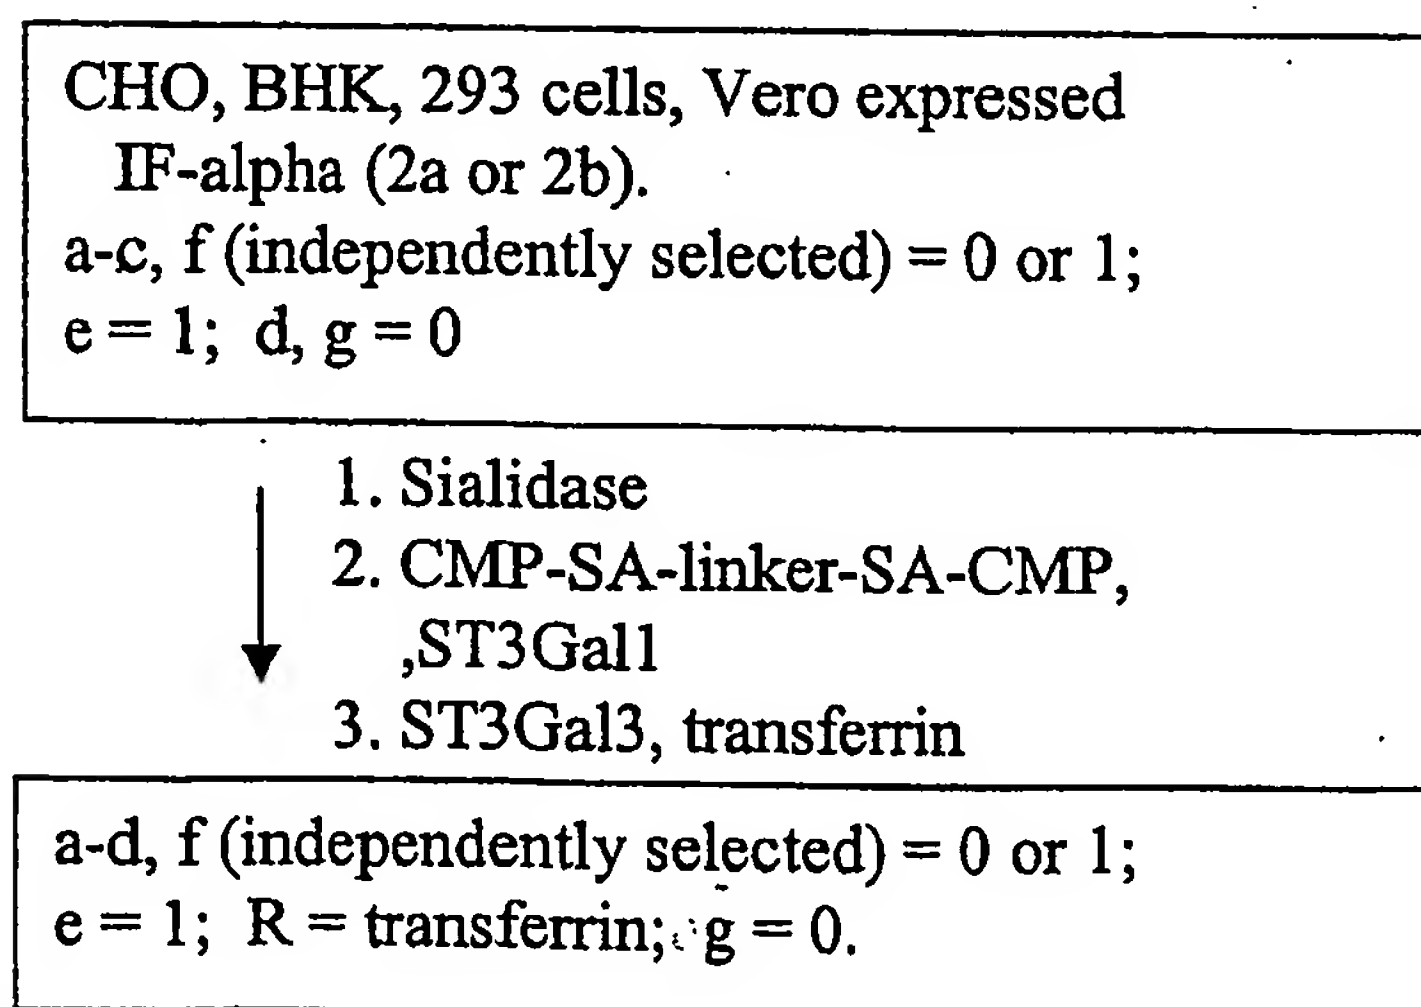 CHO, BHK, 293 cells, Vero expressed
IF-alpha (2a or 2b).
a-c, f (independently selected) = 0 or 1;
e = 1; d, g = 0
1. Sialidase
2. CMP-SA-linker-SA-CMP,
,ST3Gal1
3. ST3Gal3, transferrin
a-d, f (independently selected) = 0 or 1;
e = 1; R = transferrin; g = 0.